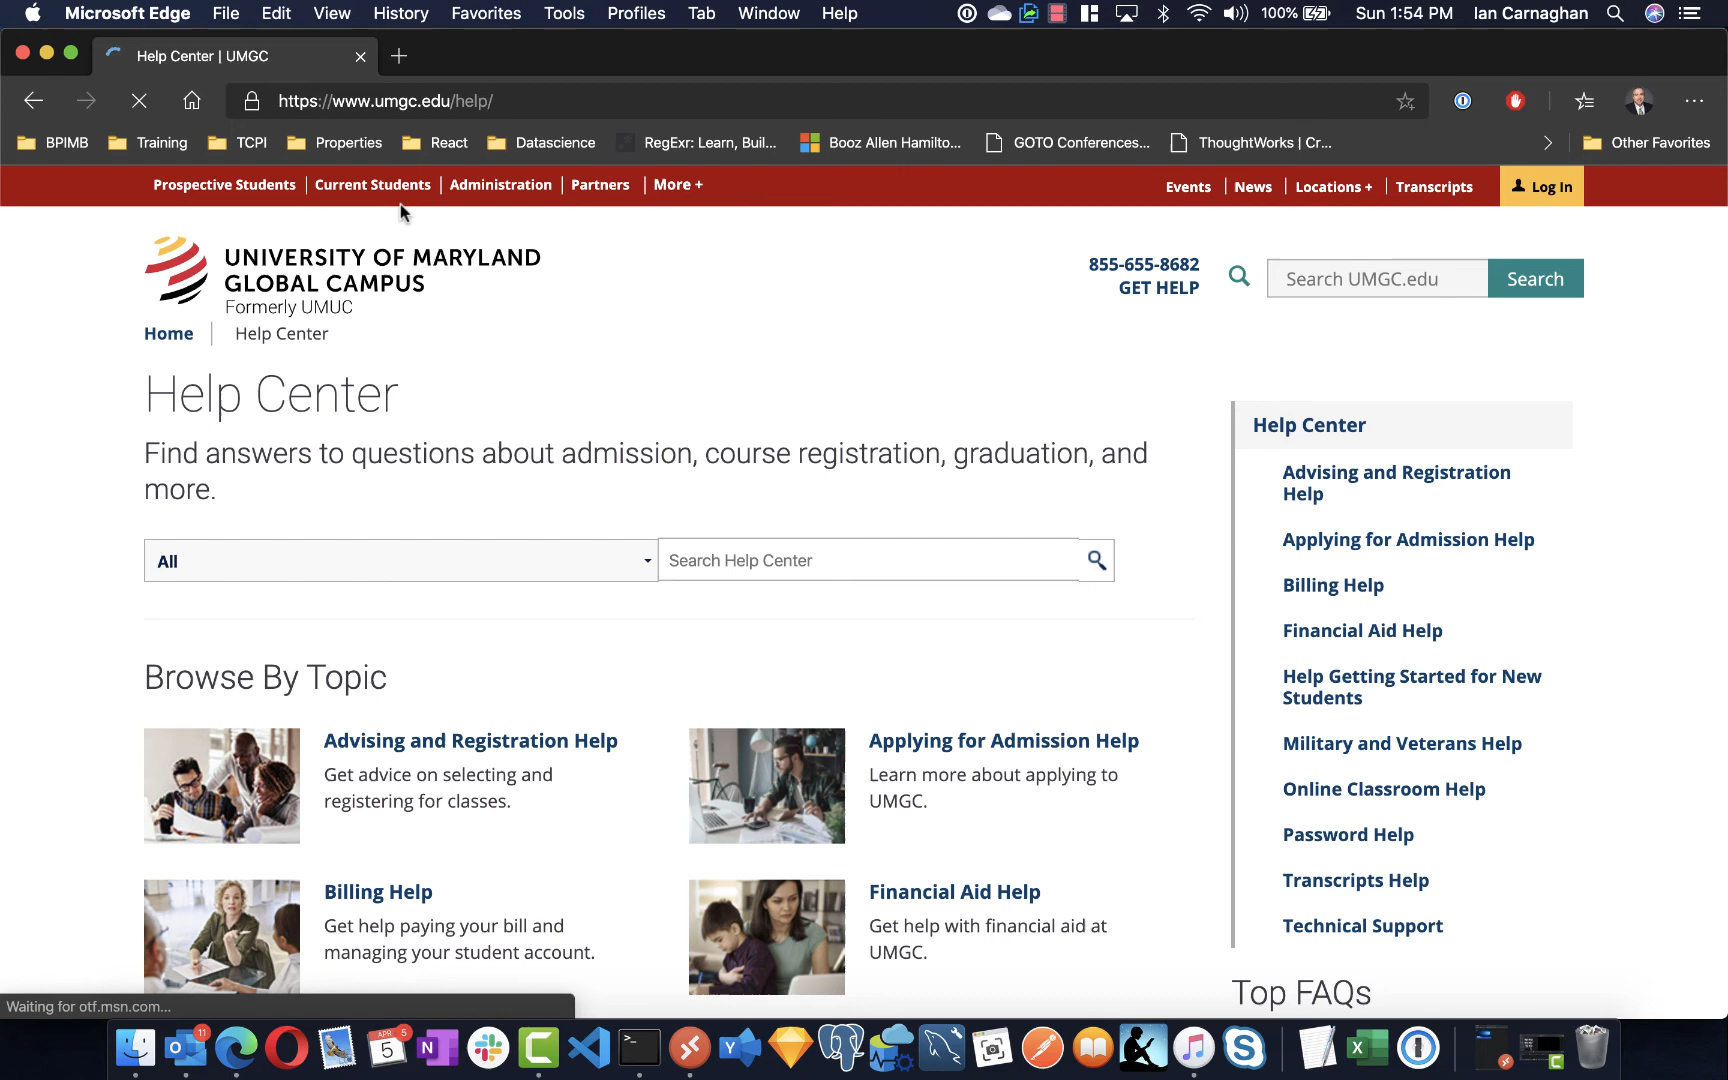 Microsoft Edge File Edit View History Favorites Tools Profiles Tab Window Help 100% Sun 1:54 PM Ian Carnaghan
Help Center | UMGC
https://www.umgc.edu/help/
BPIMB Training TCPI Properties React Datascience RegExr: Learn, Buil... Booz Allen Hamilto... GOTO Conferences... ThoughtWorks | Cr... Other Favorites
Prospective Students Current Students Administration Partners More +
Events News Locations + Transcripts Log In
UNIVERSITY OF MARYLAND
GLOBAL CAMPUS
Formerly UMUC
855-655-8682
GET HELP
Search UMGC.edu Search
Home Help Center
Help Center
Find answers to questions about admission, course registration, graduation, and
more.
All Search Help Center
Browse By Topic
Advising and Registration Help
Get advice on selecting and
registering for classes.
Applying for Admission Help
Learn more about applying to
UMGC.
Billing Help
Get help paying your bill and
managing your student account.
Financial Aid Help
Get help with financial aid at
UMGC.
Help Center
Advising and Registration
Help
Applying for Admission Help
Billing Help
Financial Aid Help
Help Getting Started for New
Students
Military and Veterans Help
Online Classroom Help
Password Help
Transcripts Help
Technical Support
Top FAQs
Waiting for otf.msn.com...
11
APR 5
5